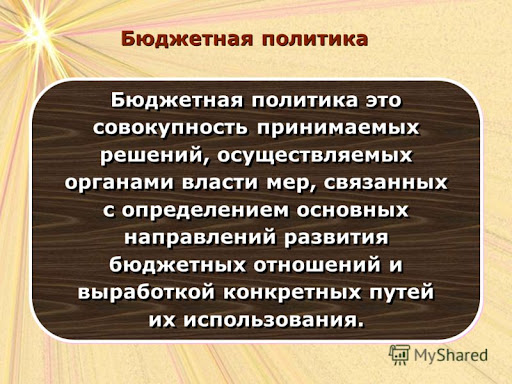 Бюджетная политика
Бюджетная политика это
совокупность принимаемых
решений, осуществляемых
органами власти мер, связанных
с определением основных
направлений развития
бюджетных отношений и
выработкой конкретных путей
их использования.
MyShared